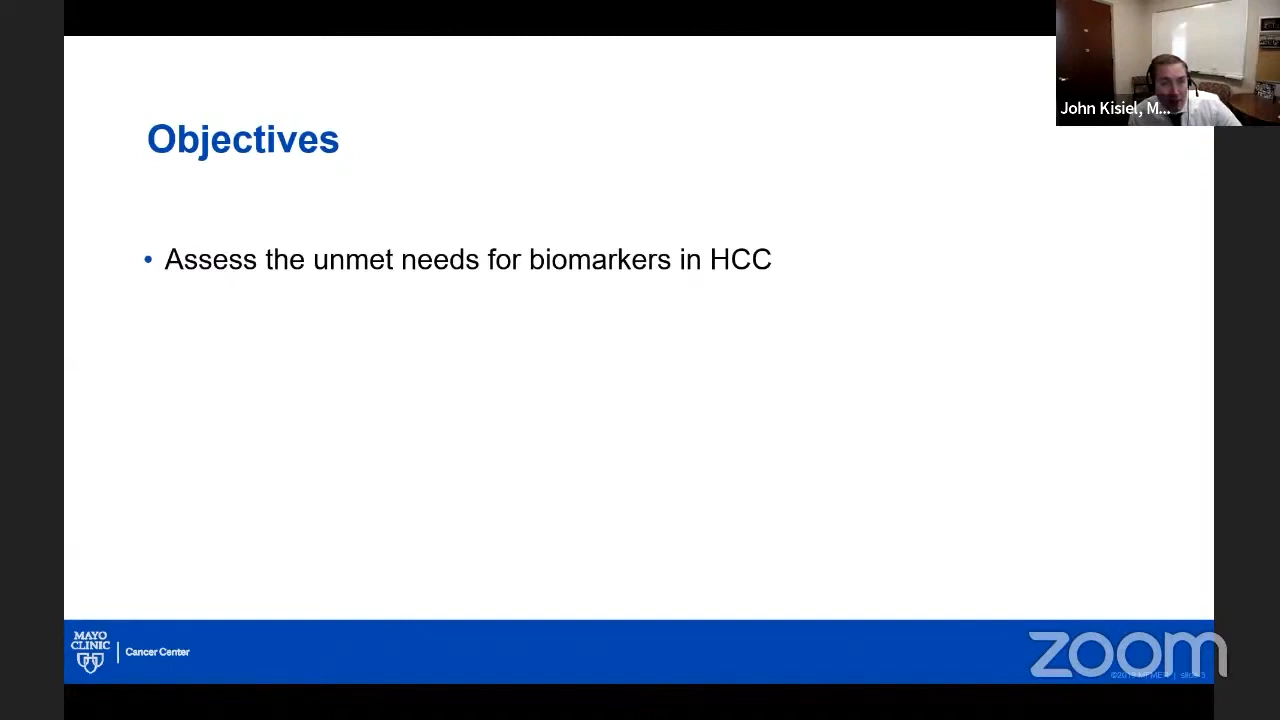 John Kisiel, M...
Objectives
• Assess the unmet needs for biomarkers in HCC
MAYO
CLINIC
Cancer Center
zoom